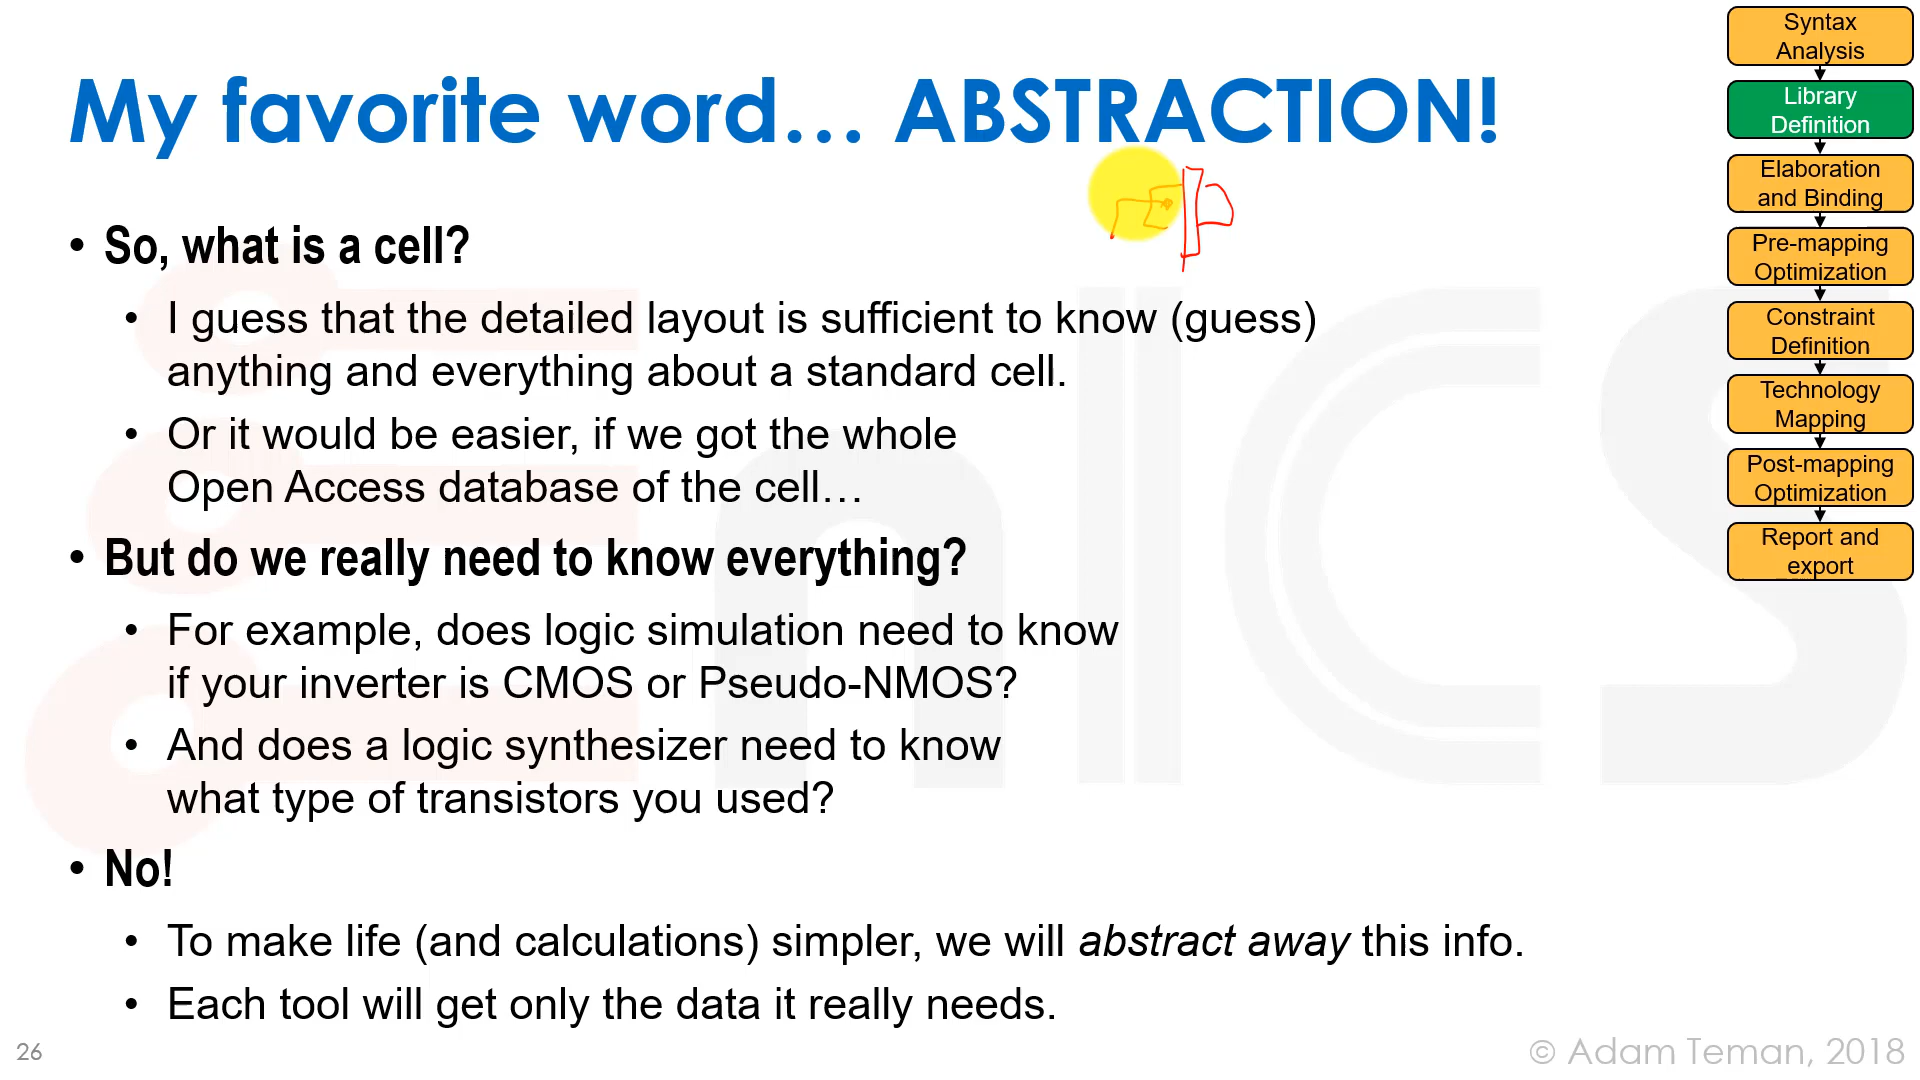 My favorite word… ABSTRACTION!
• So, what is a cell?
• I guess that the detailed layout is sufficient to know (guess)
anything and everything about a standard cell.
• Or it would be easier, if we got the whole
Open Access database of the cell…
• But do we really need to know everything?
• For example, does logic simulation need to know
if your inverter is CMOS or Pseudo-NMOS?
• And does a logic synthesizer need to know
what type of transistors you used?
• No!
• To make life (and calculations) simpler, we will abstract away this info.
• Each tool will get only the data it really needs.
Syntax
Analysis
Library
Definition
Elaboration
and Binding
Pre-mapping
Optimization
Constraint
Definition
Technology
Mapping
Post-mapping
Optimization
Report and
export
EnICS
26
© Adam Teman, 2018